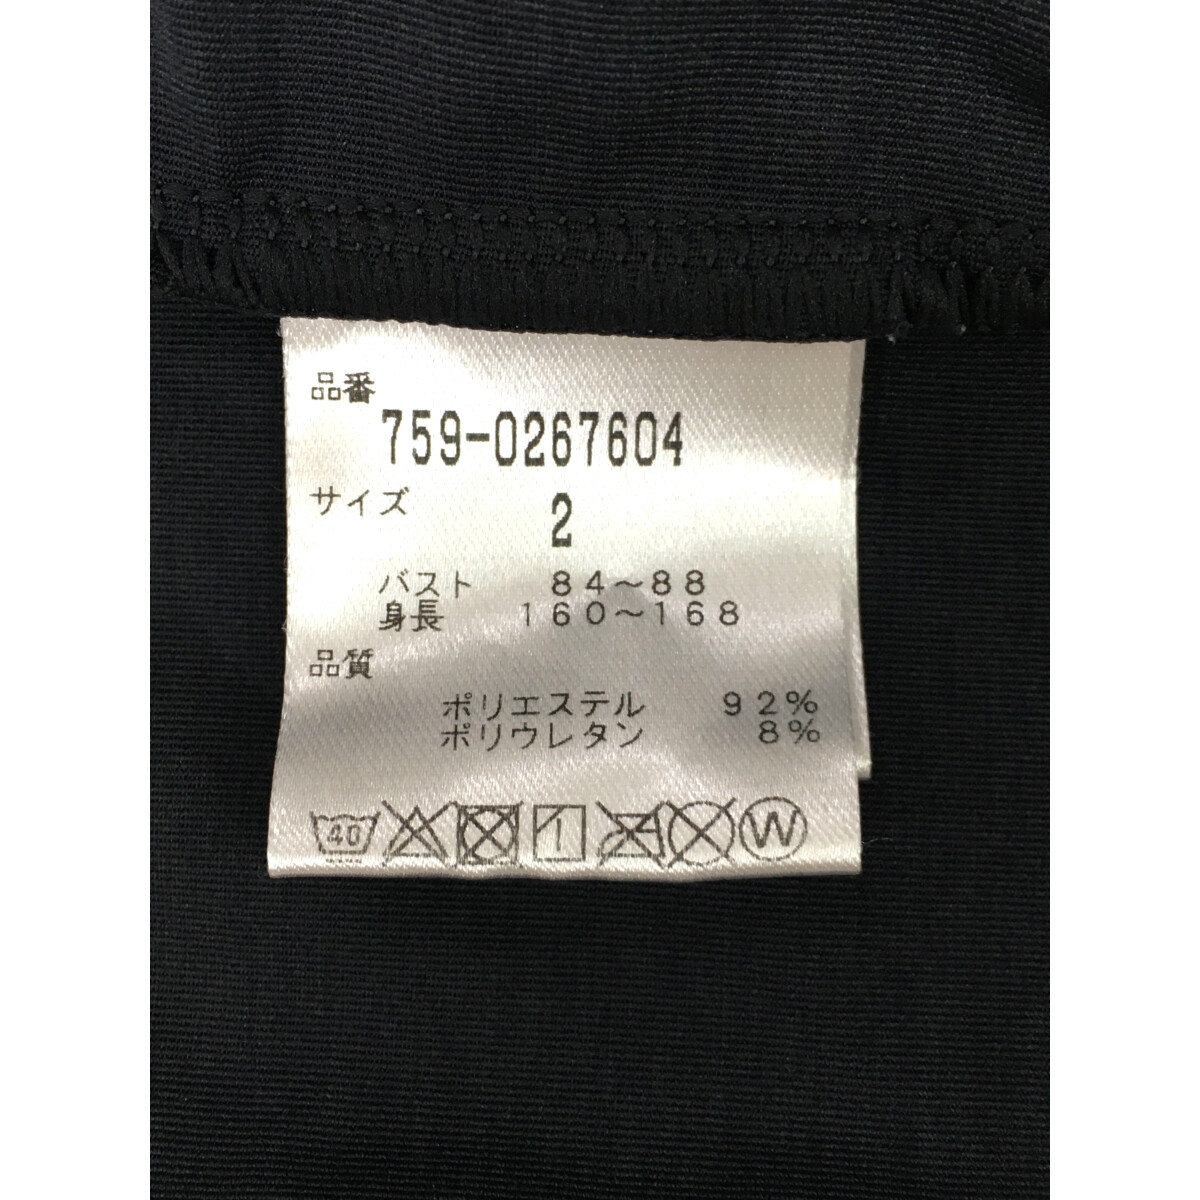 品番
759-0267604
サイズ 2
バスト 84～88
身長 160～168
品質
ポリエステル 92%
ポリウレタン 8%
40 W